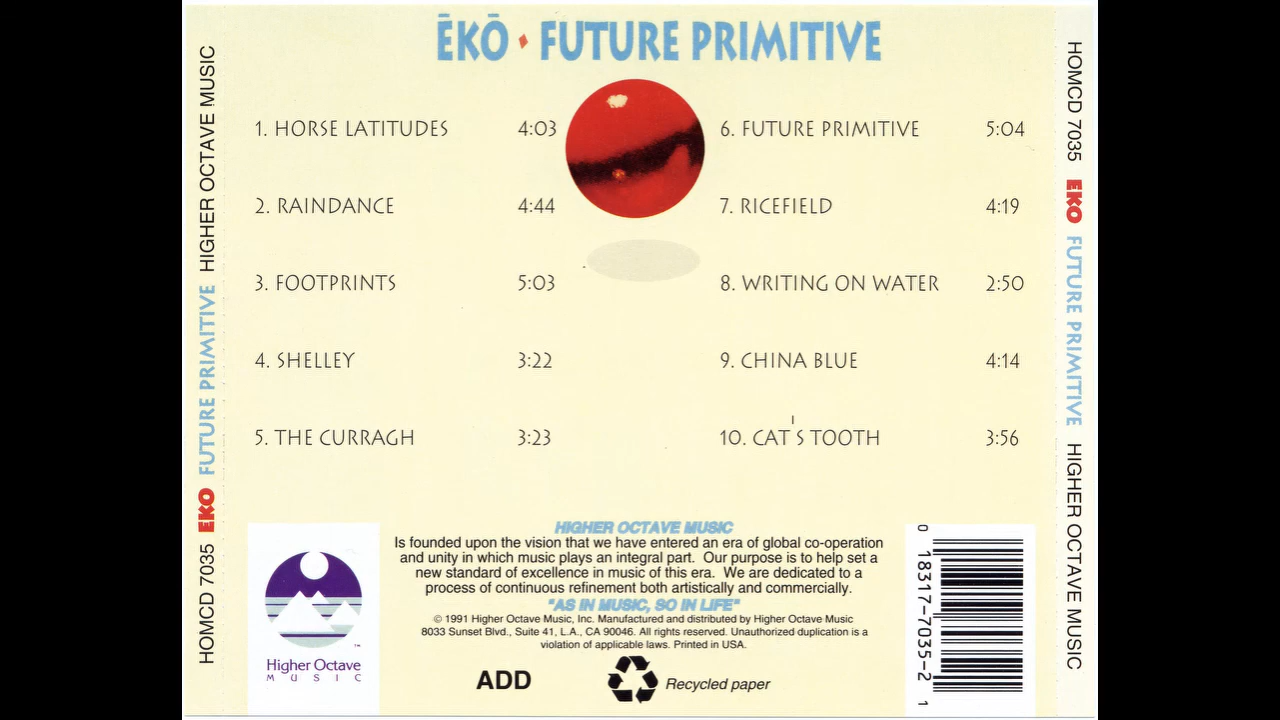 ĒKŌ ♦ FUTURE PRIMITIVE
1. HORSE LATITUDES 4:03
2. RAINDANCE 4:44
3. FOOTPRINTS 5:03
4. SHELLEY 3:22
5. THE CURRAGH 3:23
6. FUTURE PRIMITIVE 5:04
7. RICEFIELD 4:19
8. WRITING ON WATER 2:50
9. CHINA BLUE 4:14
10. CAT'S TOOTH 3:56
HOMCD 7035 EKO FUTURE PRIMITIVE HIGHER OCTAVE MUSIC
HOMCD 7035 EKO FUTURE PRIMITIVE HIGHER OCTAVE MUSIC
Higher Octave
MUSIC
™
HIGHER OCTAVE MUSIC
Is founded upon the vision that we have entered an era of global co-operation
and unity in which music plays an integral part. Our purpose is to help set a
new standard of excellence in music of this era. We are dedicated to a
process of continuous refinement both artistically and commercially.
"AS IN MUSIC, SO IN LIFE"
© 1991 Higher Octave Music, Inc. Manufactured and distributed by Higher Octave Music
8033 Sunset Blvd., Suite 41, L.A., CA 90046. All rights reserved. Unauthorized duplication is a
violation of applicable laws. Printed in USA.
ADD
Recycled paper
0 18317-7035-2 1